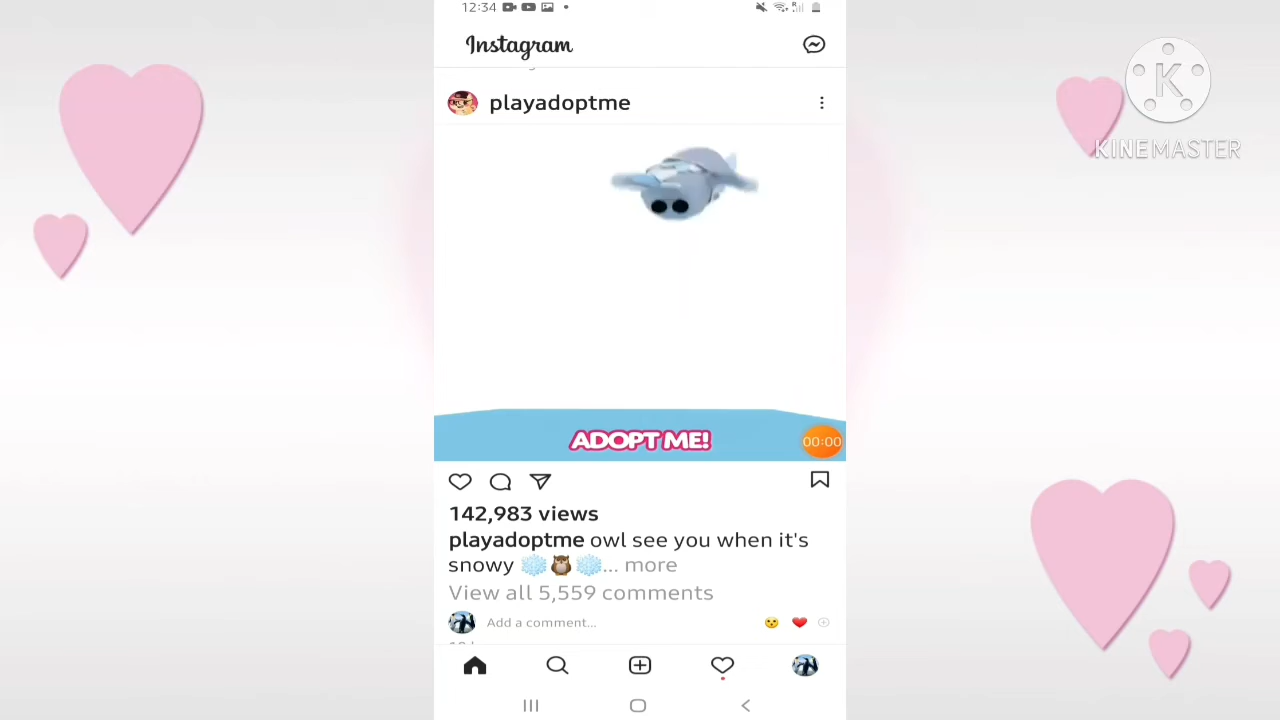 12:34
Instagram
playadoptme
K
KINEMASTER
ADOPT ME!
00:00
142,983 views
playadoptme owl see you when it's
snowy ❄️🦉❄️... more
View all 5,559 comments
Add a comment...